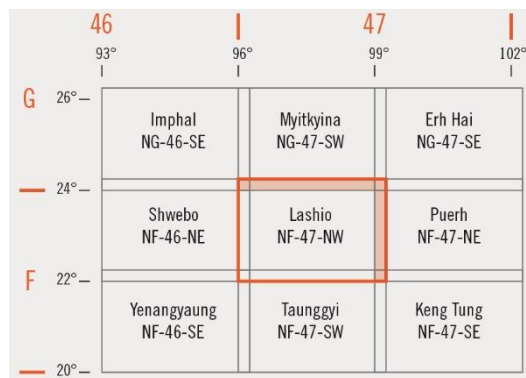 46 47
93° 96° 99° 102°
G
26°
Imphal Myitkyina Erh Hai
NG-46-SE NG-47-SW NG-47-SE
24°
Shwebo Lashio Puerh
NF-46-NE NF-47-NW NF-47-NE
F
22°
Yenangyaung Taunggyi Keng Tung
NF-46-SE NF-47-SW NF-47-SE
20°